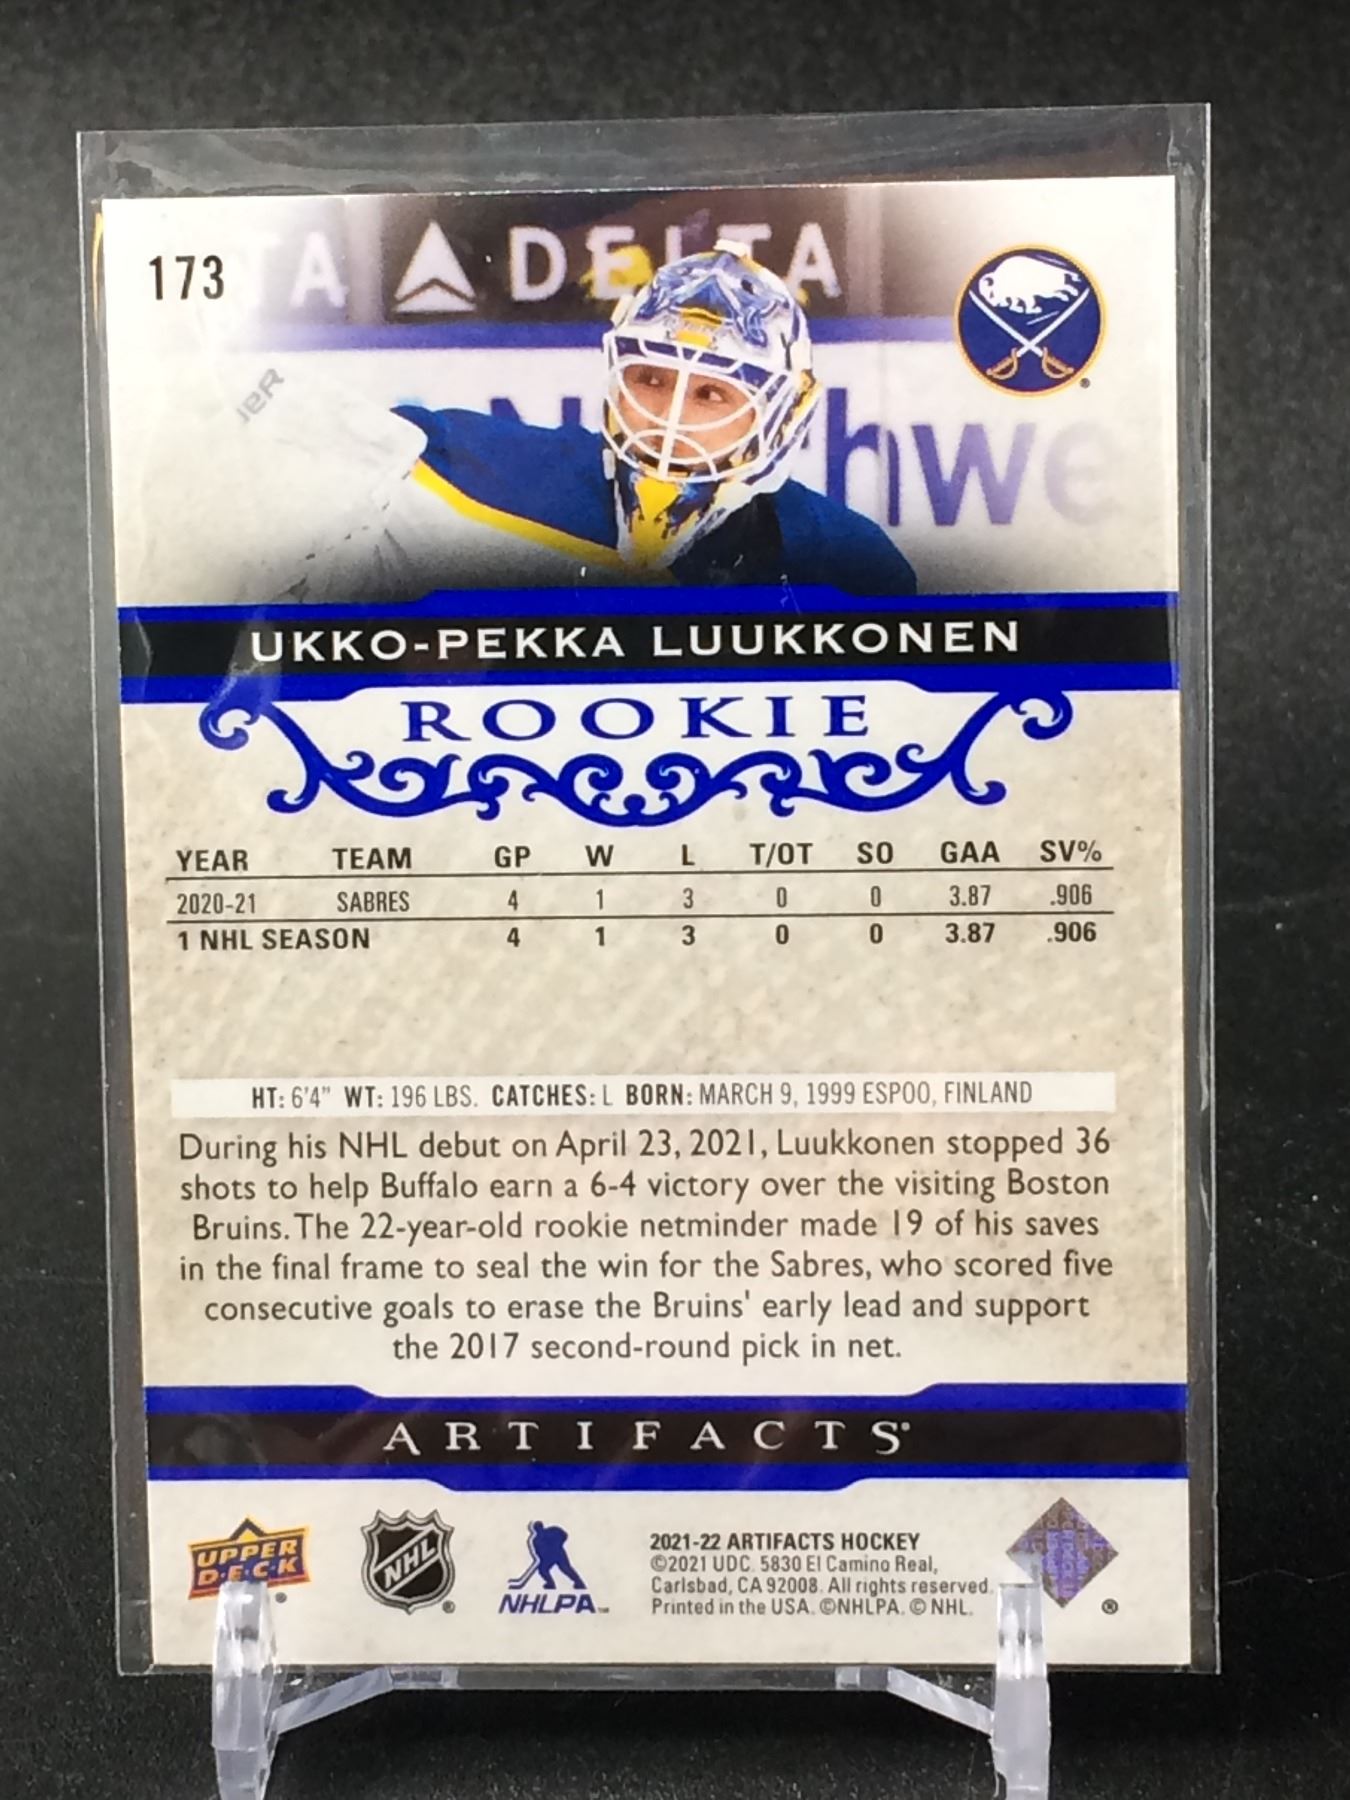 173
TA DELTA
hwe
UKKO-PEKKA LUUKKONEN
ROOKIE
YEAR TEAM GP W L T/OT SO GAA SV%
2020-21 SABRES 4 1 3 0 0 3.87 .906
1 NHL SEASON 4 1 3 0 0 3.87 .906
HT: 6'4" WT: 196 LBS. CATCHES: L BORN: MARCH 9, 1999 ESPOO, FINLAND
During his NHL debut on April 23, 2021, Luukkonen stopped 36
shots to help Buffalo earn a 6-4 victory over the visiting Boston
Bruins. The 22-year-old rookie netminder made 19 of his saves
in the final frame to seal the win for the Sabres, who scored five
consecutive goals to erase the Bruins' early lead and support
the 2017 second-round pick in net.
ARTIFACTS®
UPPER
D·E·C·K
NHL
NHLPA™
2021-22 ARTIFACTS HOCKEY
©2021 UDC. 5830 El Camino Real,
Carlsbad, CA 92008. All rights reserved.
Printed in the USA. ©NHLPA. © NHL.